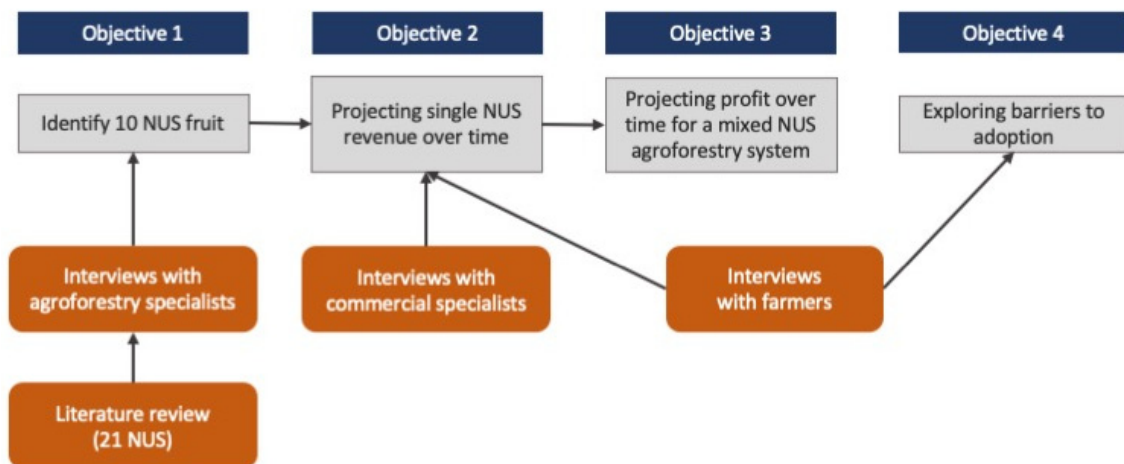 Objective 1
Objective 2
Objective 3
Objective 4
Identify 10 NUS fruit
Projecting single NUS
revenue over time
Projecting profit over
time for a mixed NUS
agroforestry system
Exploring barriers to
adoption
Interviews with
agroforestry specialists
Interviews with
commercial specialists
Interviews
with farmers
Literature review
(21 NUS)